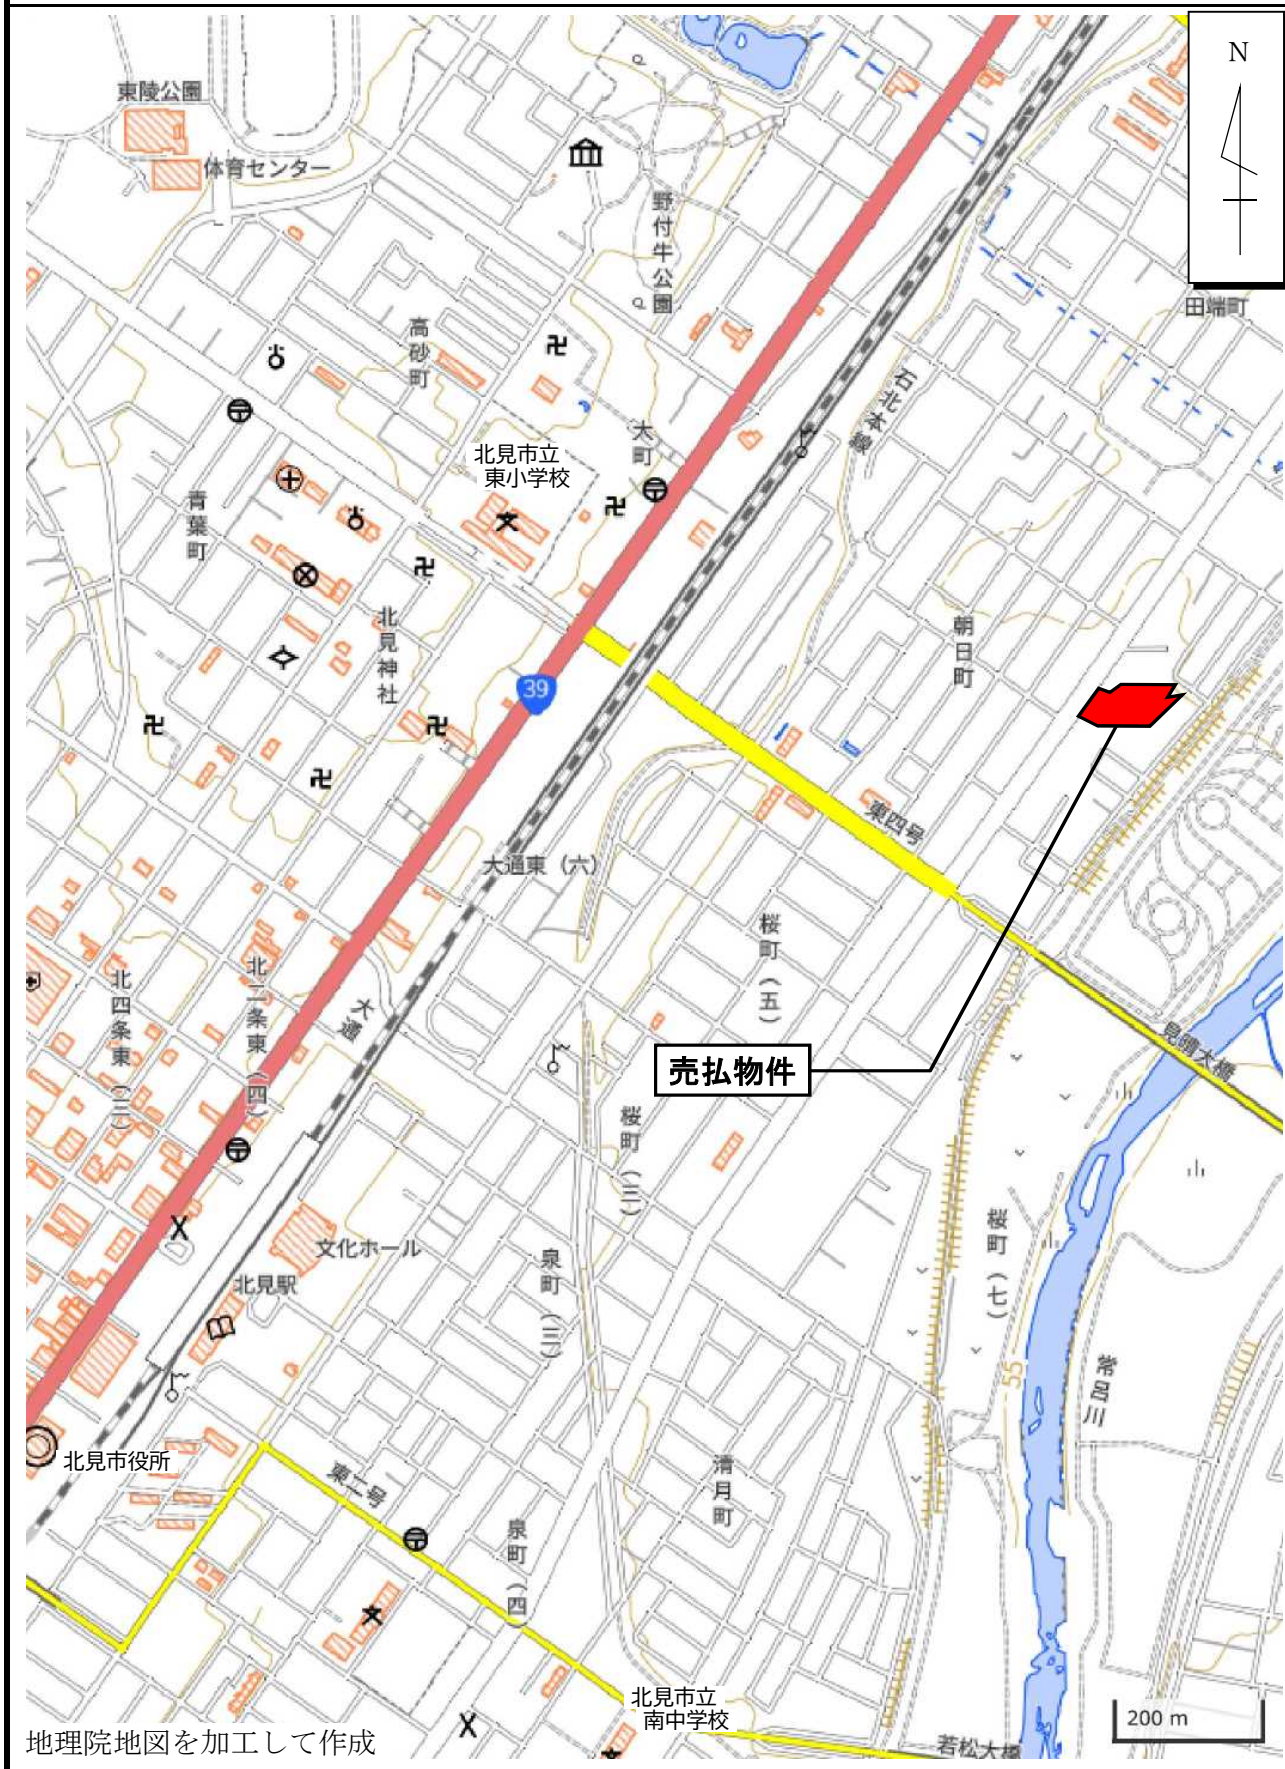 N
東陵公園
体育センター
野付牛公園
田端町
高砂町
石北本線
大町
北見市立
東小学校
青葉町
北見神社
朝日町
39
東四号
大通東（六）
桜町（五）
北四条東（三）
北二条東（四）
大通
見晴大橋
売払物件
桜町（三）
桜町（七）
文化ホール
泉町（三）
北見駅
常呂川
55
北見市役所
清月町
東二号
泉町（四）
北見市立
南中学校
200 m
若松大橋
地理院地図を加工して作成